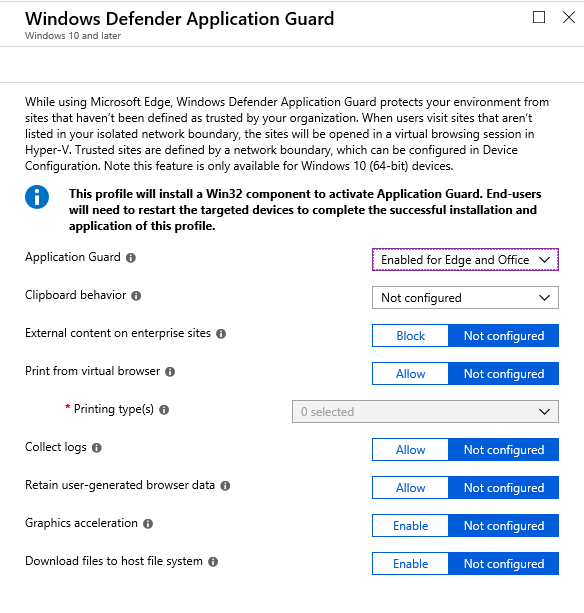 Windows Defender Application Guard
Windows 10 and later
While using Microsoft Edge, Windows Defender Application Guard protects your environment from
sites that haven't been defined as trusted by your organization. When users visit sites that aren't
listed in your isolated network boundary, the sites will be opened in a virtual browsing session in
Hyper-V. Trusted sites are defined by a network boundary, which can be configured in Device
Configuration. Note this feature is only available for Windows 10 (64-bit) devices.
This profile will install a Win32 component to activate Application Guard. End-users
will need to restart the targeted devices to complete the successful installation and
application of this profile.
Application Guard Enabled for Edge and Office
Clipboard behavior Not configured
External content on enterprise sites Block Not configured
Print from virtual browser Allow Not configured
* Printing type(s) 0 selected
Collect logs Allow Not configured
Retain user-generated browser data Allow Not configured
Graphics acceleration Enable Not configured
Download files to host file system Enable Not configured